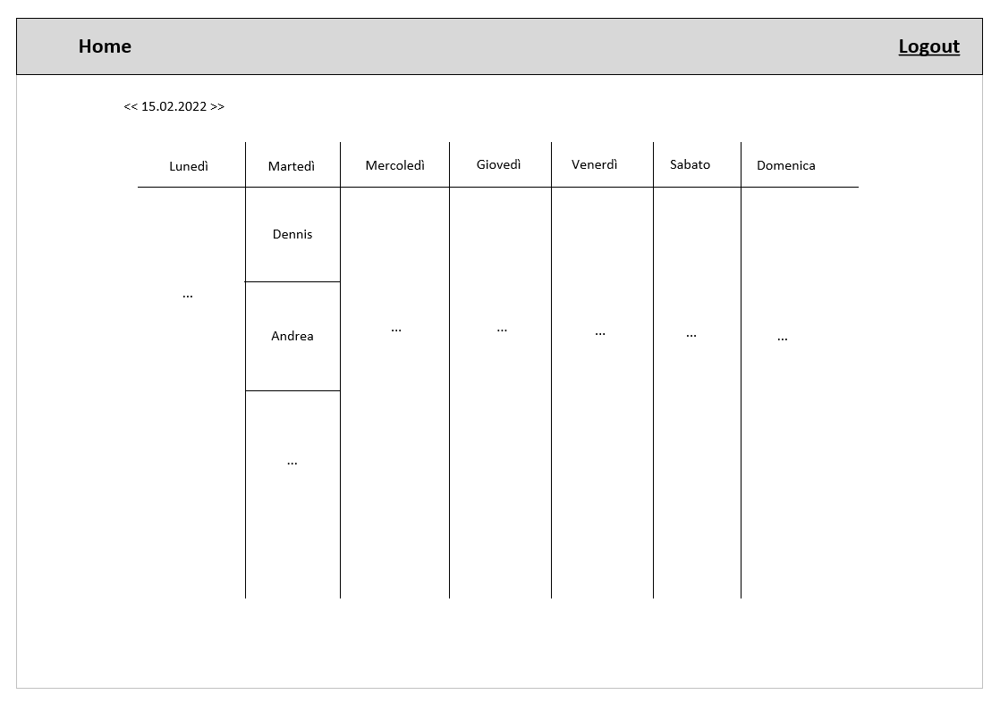 Home Logout
<< 15.02.2022 >>
Lunedì Martedì Mercoledì Giovedì Venerdì Sabato Domenica
Dennis
...
Andrea
... ... ... ... ...
...